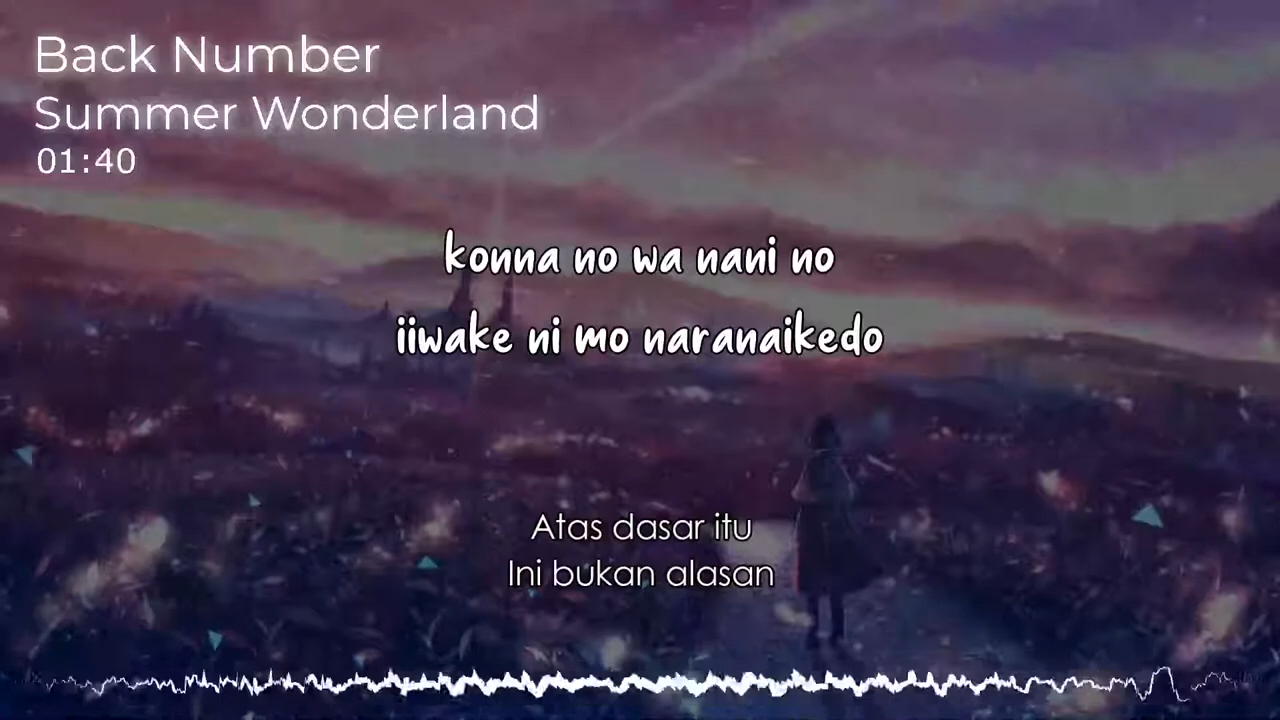 Back Number
Summer Wonderland
01:40
konna no wa nani no
iiwake ni mo naranaikedo
Atas dasar itu
Ini bukan alasan